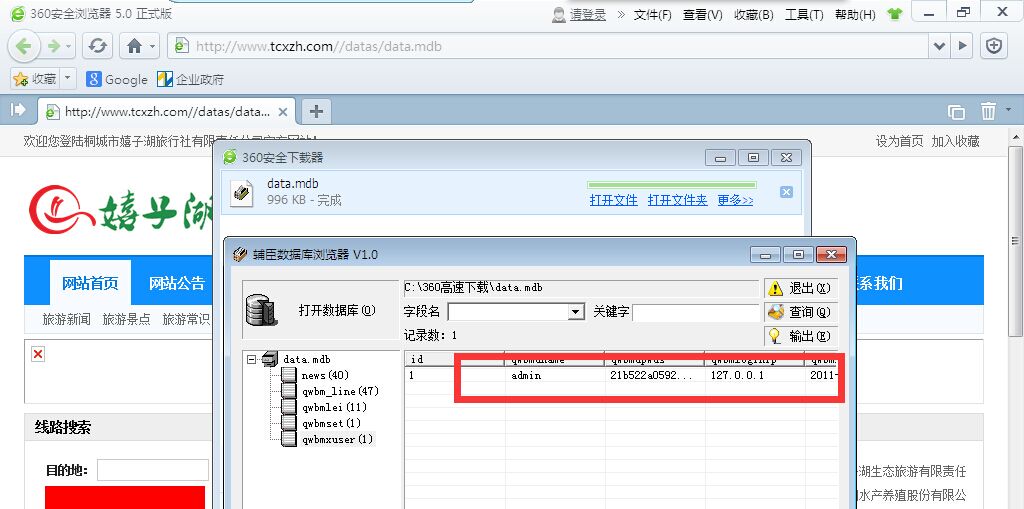 360安全浏览器 5.0 正式版
请登录 » 文件(F) 查看(V) 收藏(B) 工具(T) 帮助(H)
http://www.tcxzh.com//datas/data.mdb
收藏 Google 企业政府
http://www.tcxzh.com//datas/data...
欢迎您登陆桐城市嬉子湖旅行社有限责任公司官方网站! 设为首页 加入收藏
360安全下载器
data.mdb
996 KB - 完成 打开文件 打开文件夹 更多>>
嬉子湖
辅臣数据库浏览器 V1.0
网站首页 网站公告 系我们
旅游新闻 旅游景点 旅游常识
打开数据库(O)
C:\360高速下载\data.mdb 退出(X)
字段名 关键字 查询(Q)
记录数: 1 输出(E)
data.mdb
news(40)
qwbm_line(47)
qwbmlei(11)
qwbmset(1)
qwbmxuser(1)
id
1 admin 21b522a0592... 127.0.0.1 2011-
线路搜索
目的地:
湖生态旅游有限责任
水产养殖股份有限公